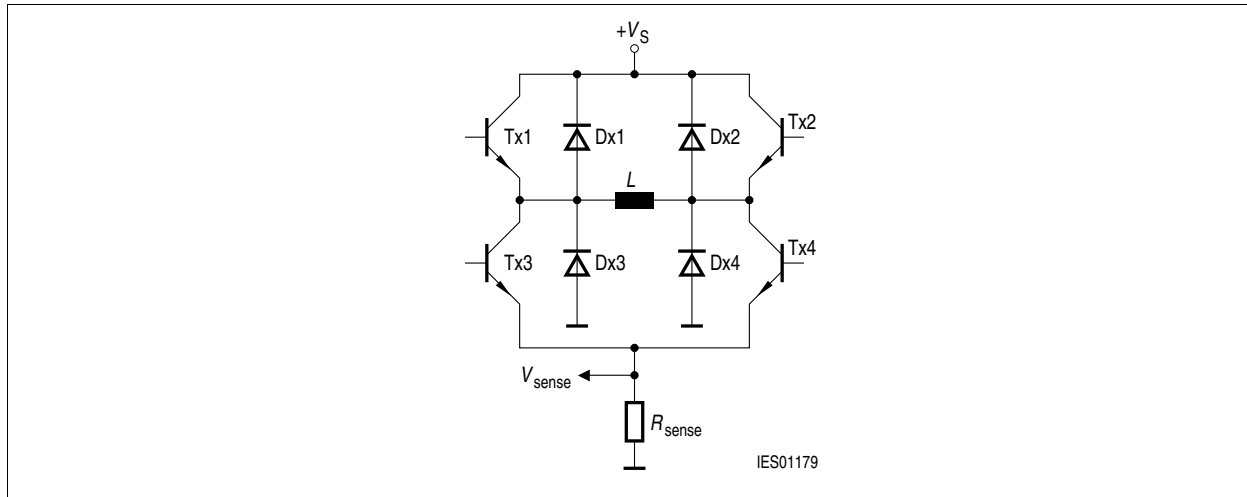 +VS
Tx1
Dx1
Dx2
Tx2
L
Tx3
Dx3
Dx4
Tx4
Vsense
Rsense
IES01179